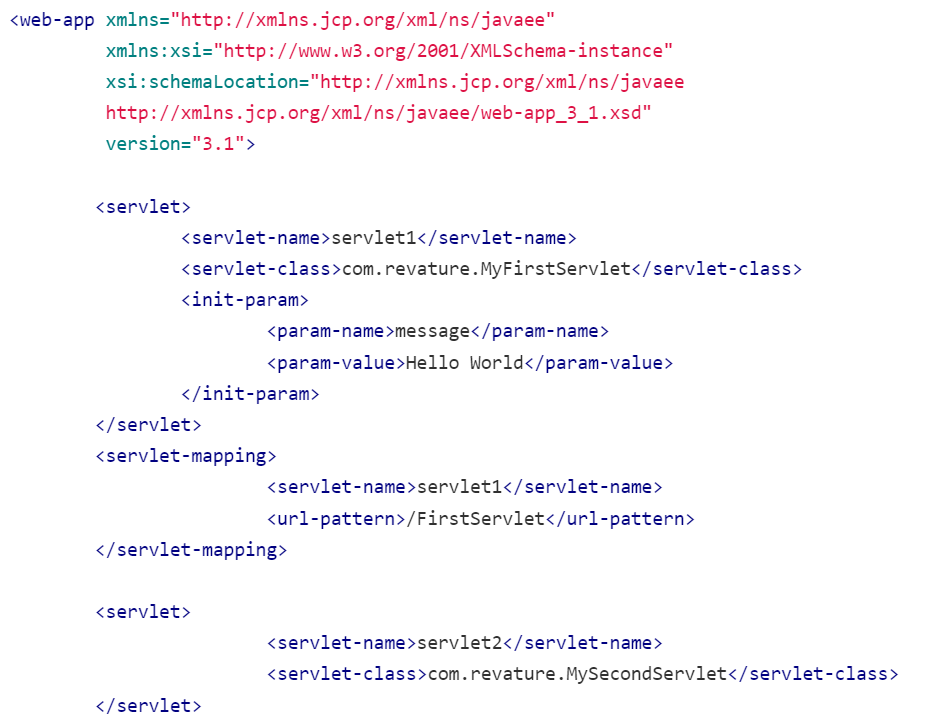 <web-app xmlns="http://xmlns.jcp.org/xml/ns/javaee"
xmlns:xsi="http://www.w3.org/2001/XMLSchema-instance"
xsi:schemaLocation="http://xmlns.jcp.org/xml/ns/javaee
http://xmlns.jcp.org/xml/ns/javaee/web-app_3_1.xsd"
version="3.1">
<servlet>
<servlet-name>servlet1</servlet-name>
<servlet-class>com.revature.MyFirstServlet</servlet-class>
<init-param>
<param-name>message</param-name>
<param-value>Hello World</param-value>
</init-param>
</servlet>
<servlet-mapping>
<servlet-name>servlet1</servlet-name>
<url-pattern>/FirstServlet</url-pattern>
</servlet-mapping>
<servlet>
<servlet-name>servlet2</servlet-name>
<servlet-class>com.revature.MySecondServlet</servlet-class>
</servlet>